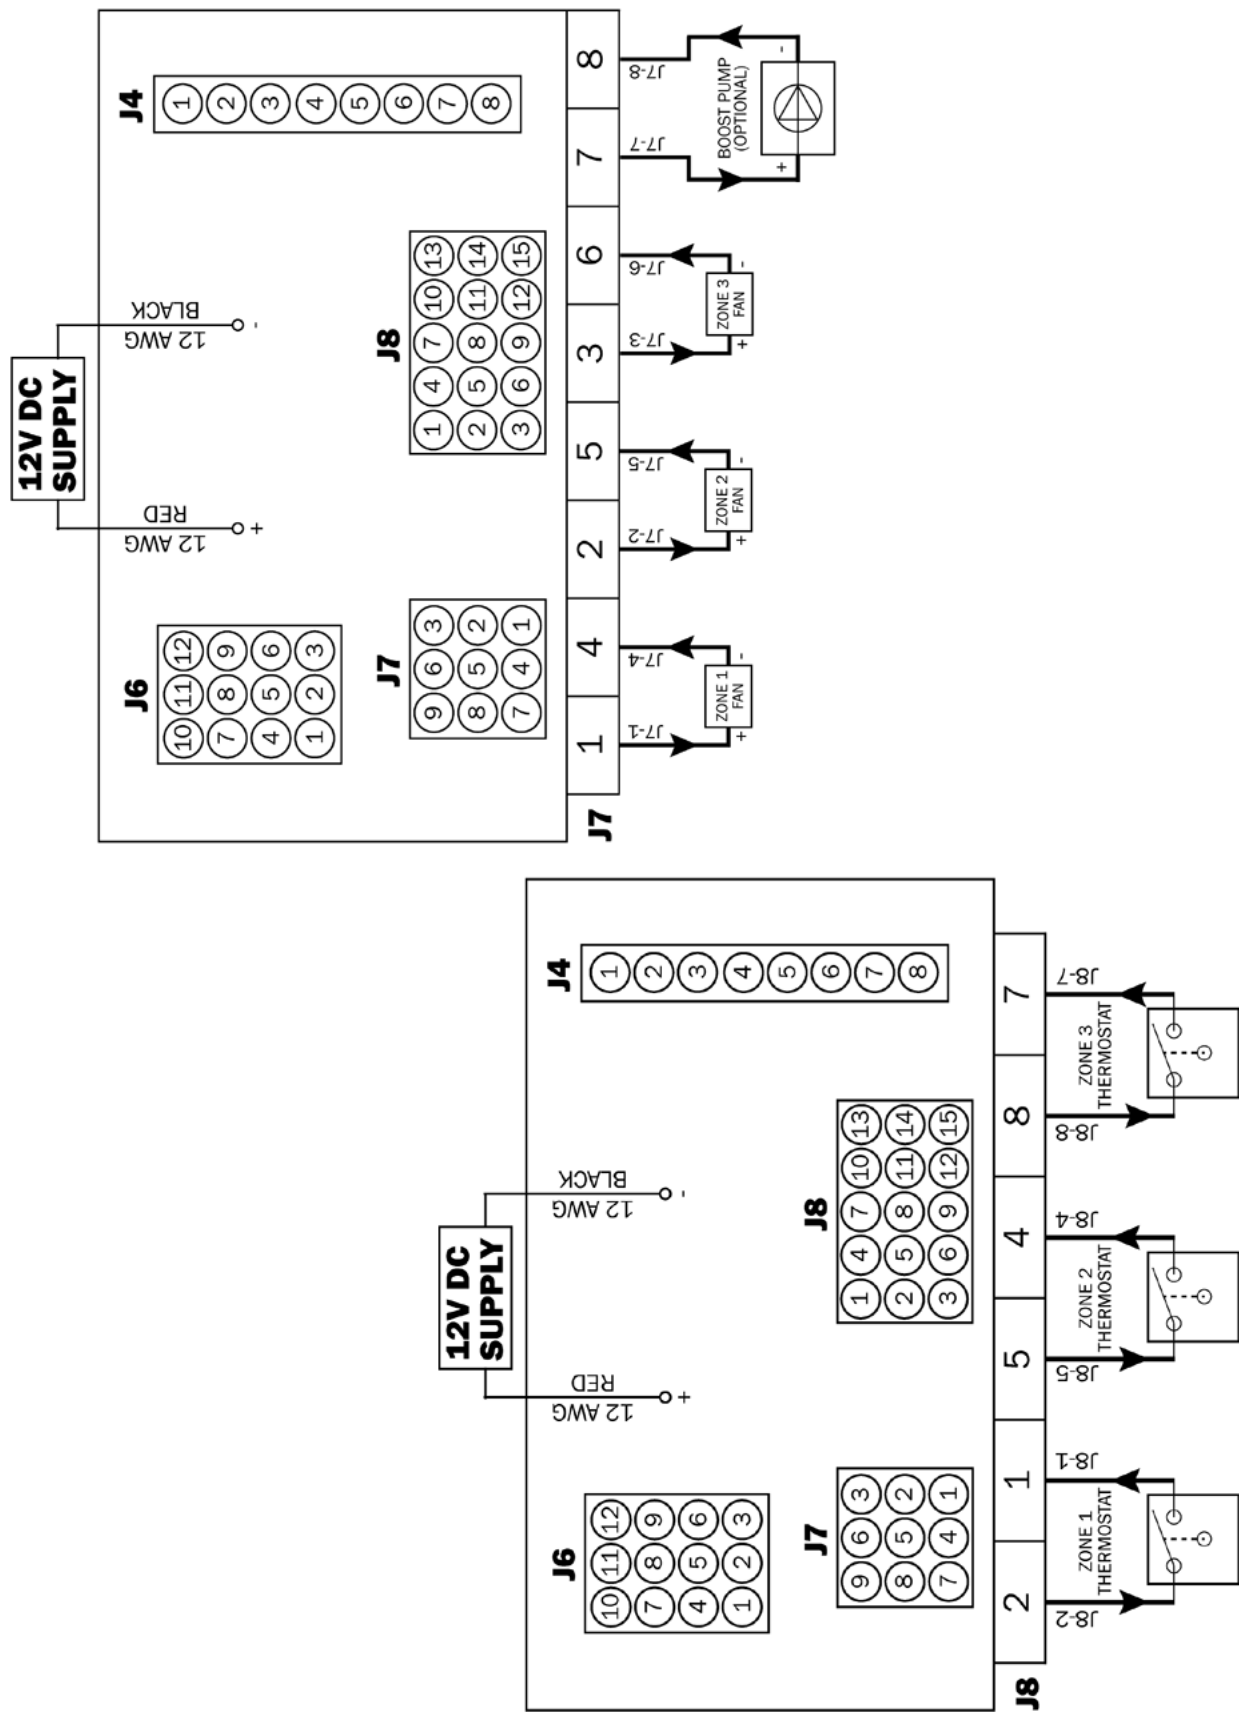 12V DC
SUPPLY
12 AWG RED
12 AWG BLACK
+
-
J6
10 11 12
7 8 9
4 5 6
1 2 3
J4
1
2
3
4
5
6
7
8
J7
9 6 3
8 5 2
7 4 1
J8
1 4 7 10 13
2 5 8 11 14
3 6 9 12 15
J7
1 4 2 5 3 6 7 8
J7-1
J7-4
J7-2
J7-5
J7-3
J7-6
J7-7
J7-8
+ -
ZONE 1
FAN
+ -
ZONE 2
FAN
+ -
ZONE 3
FAN
BOOST PUMP
(OPTIONAL)
+ -
12V DC
SUPPLY
12 AWG RED
12 AWG BLACK
+
-
J6
10 11 12
7 8 9
4 5 6
1 2 3
J4
1
2
3
4
5
6
7
8
J7
9 6 3
8 5 2
7 4 1
J8
1 4 7 10 13
2 5 8 11 14
3 6 9 12 15
J8
2 1 5 4 8 7
J8-2
ZONE 1
THERMOSTAT
J8-1
J8-5
ZONE 2
THERMOSTAT
J8-4
J8-8
ZONE 3
THERMOSTAT
J8-7